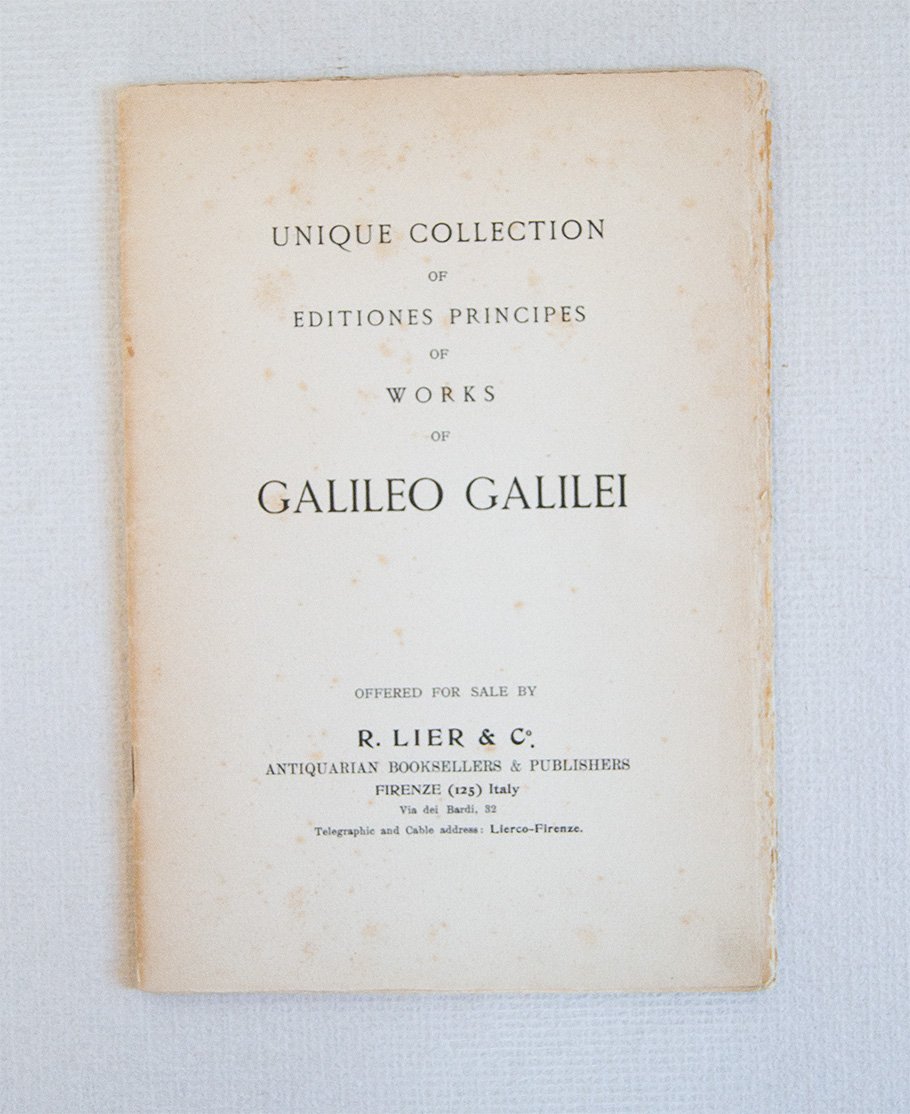 UNIQUE COLLECTION
OF
EDITIONES PRINCIPES
OF
WORKS
OF
GALILEO GALILEI
OFFERED FOR SALE BY
R. LIER & Cº.
ANTIQUARIAN BOOKSELLERS & PUBLISHERS
FIRENZE (125) Italy
Via dei Bardi, 32
Telegraphic and Cable address: Lierco-Firenze.